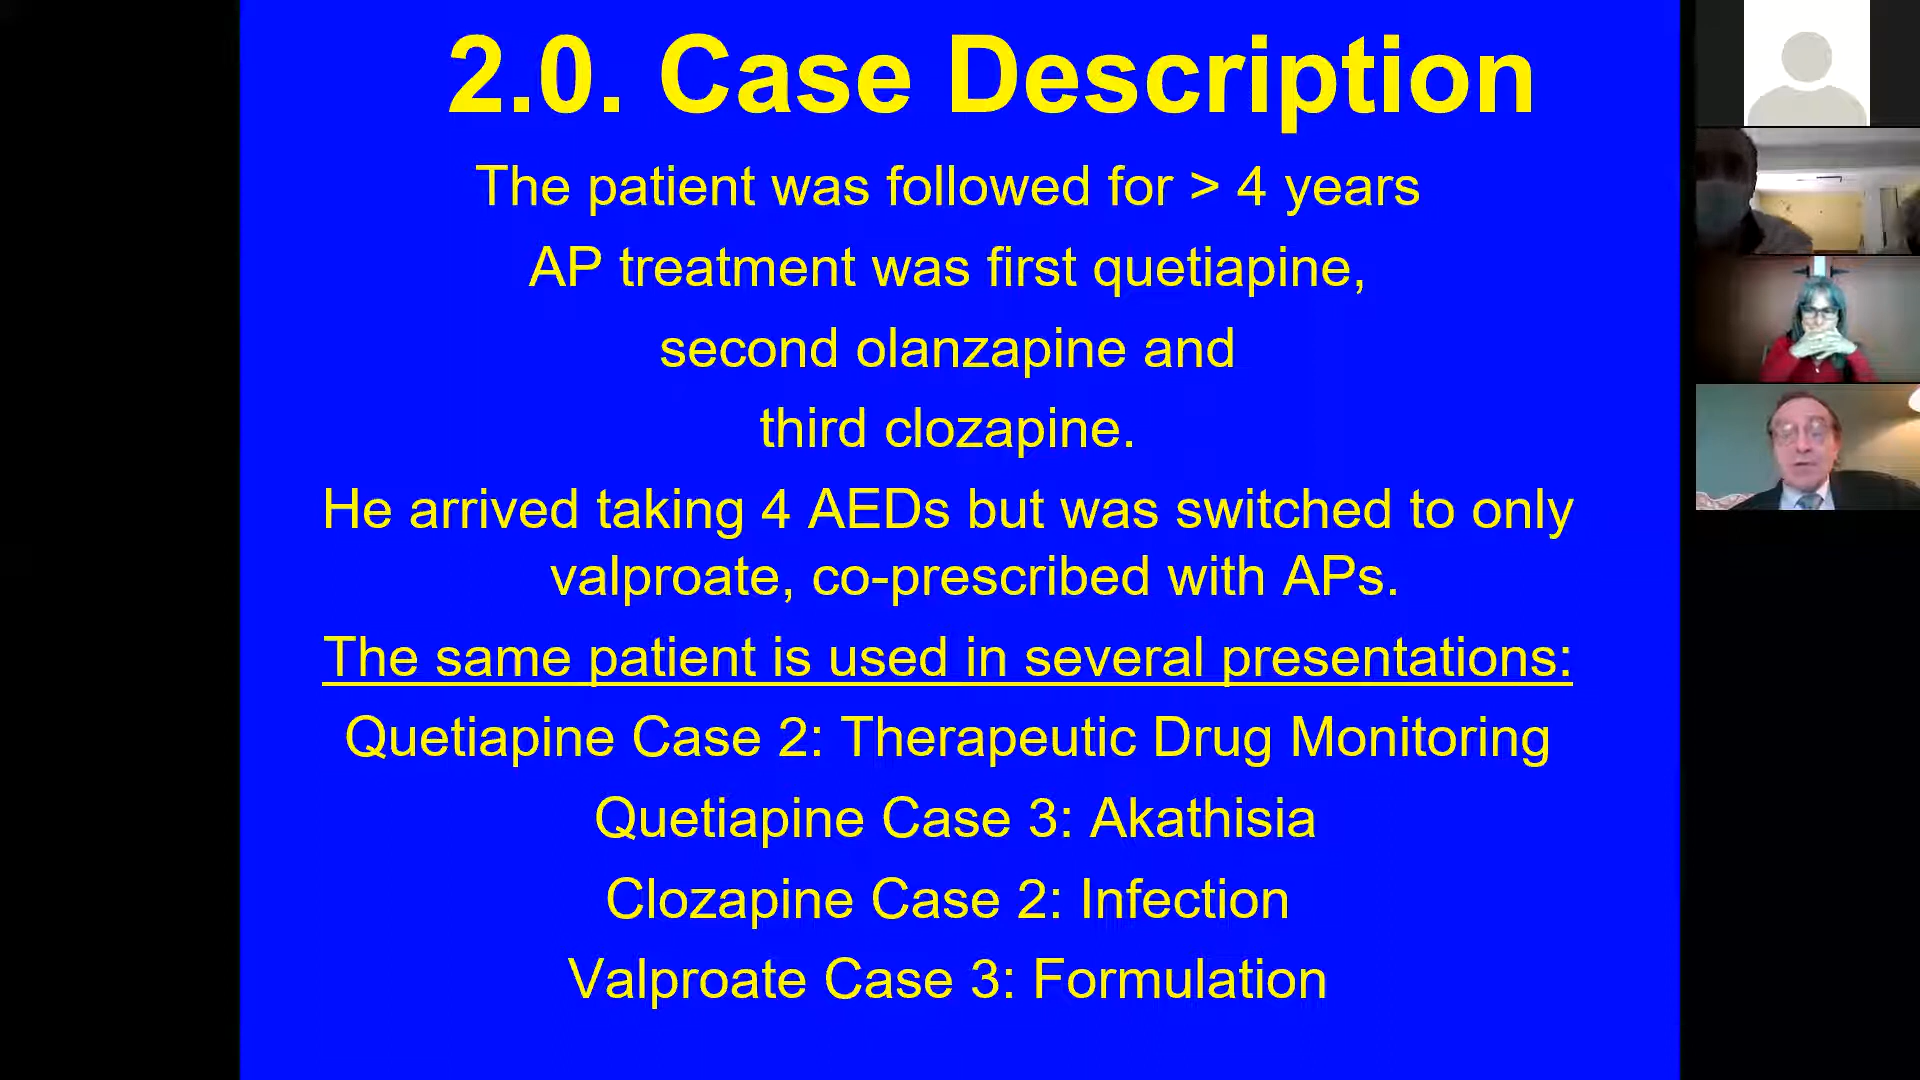 2.0. Case Description
The patient was followed for > 4 years
AP treatment was first quetiapine,
second olanzapine and
third clozapine.
He arrived taking 4 AEDs but was switched to only
valproate, co-prescribed with APs.
The same patient is used in several presentations:
Quetiapine Case 2: Therapeutic Drug Monitoring
Quetiapine Case 3: Akathisia
Clozapine Case 2: Infection
Valproate Case 3: Formulation